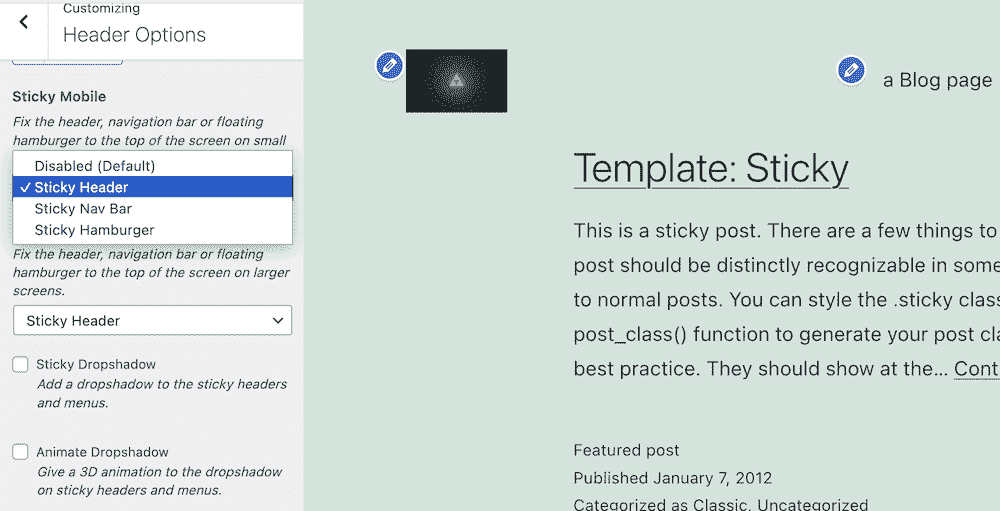 Customizing
Header Options
Sticky Mobile
Fix the header, navigation bar or floating
hamburger to the top of the screen on small
Disabled (Default)
✓ Sticky Header
Sticky Nav Bar
Sticky Hamburger
Fix the header, navigation bar or floating
hamburger to the top of the screen on larger
screens.
Sticky Header
Sticky Dropshadow
Add a dropshadow to the sticky headers
and menus.
Animate Dropshadow
Give a 3D animation to the dropshadow
on sticky headers and menus.
a Blog page
Template: Sticky
This is a sticky post. There are a few things to
post should be distinctly recognizable in some
to normal posts. You can style the .sticky class
post_class() function to generate your post cla
best practice. They should show at the… Cont
Featured post
Published January 7, 2012
Categorized as Classic, Uncategorized